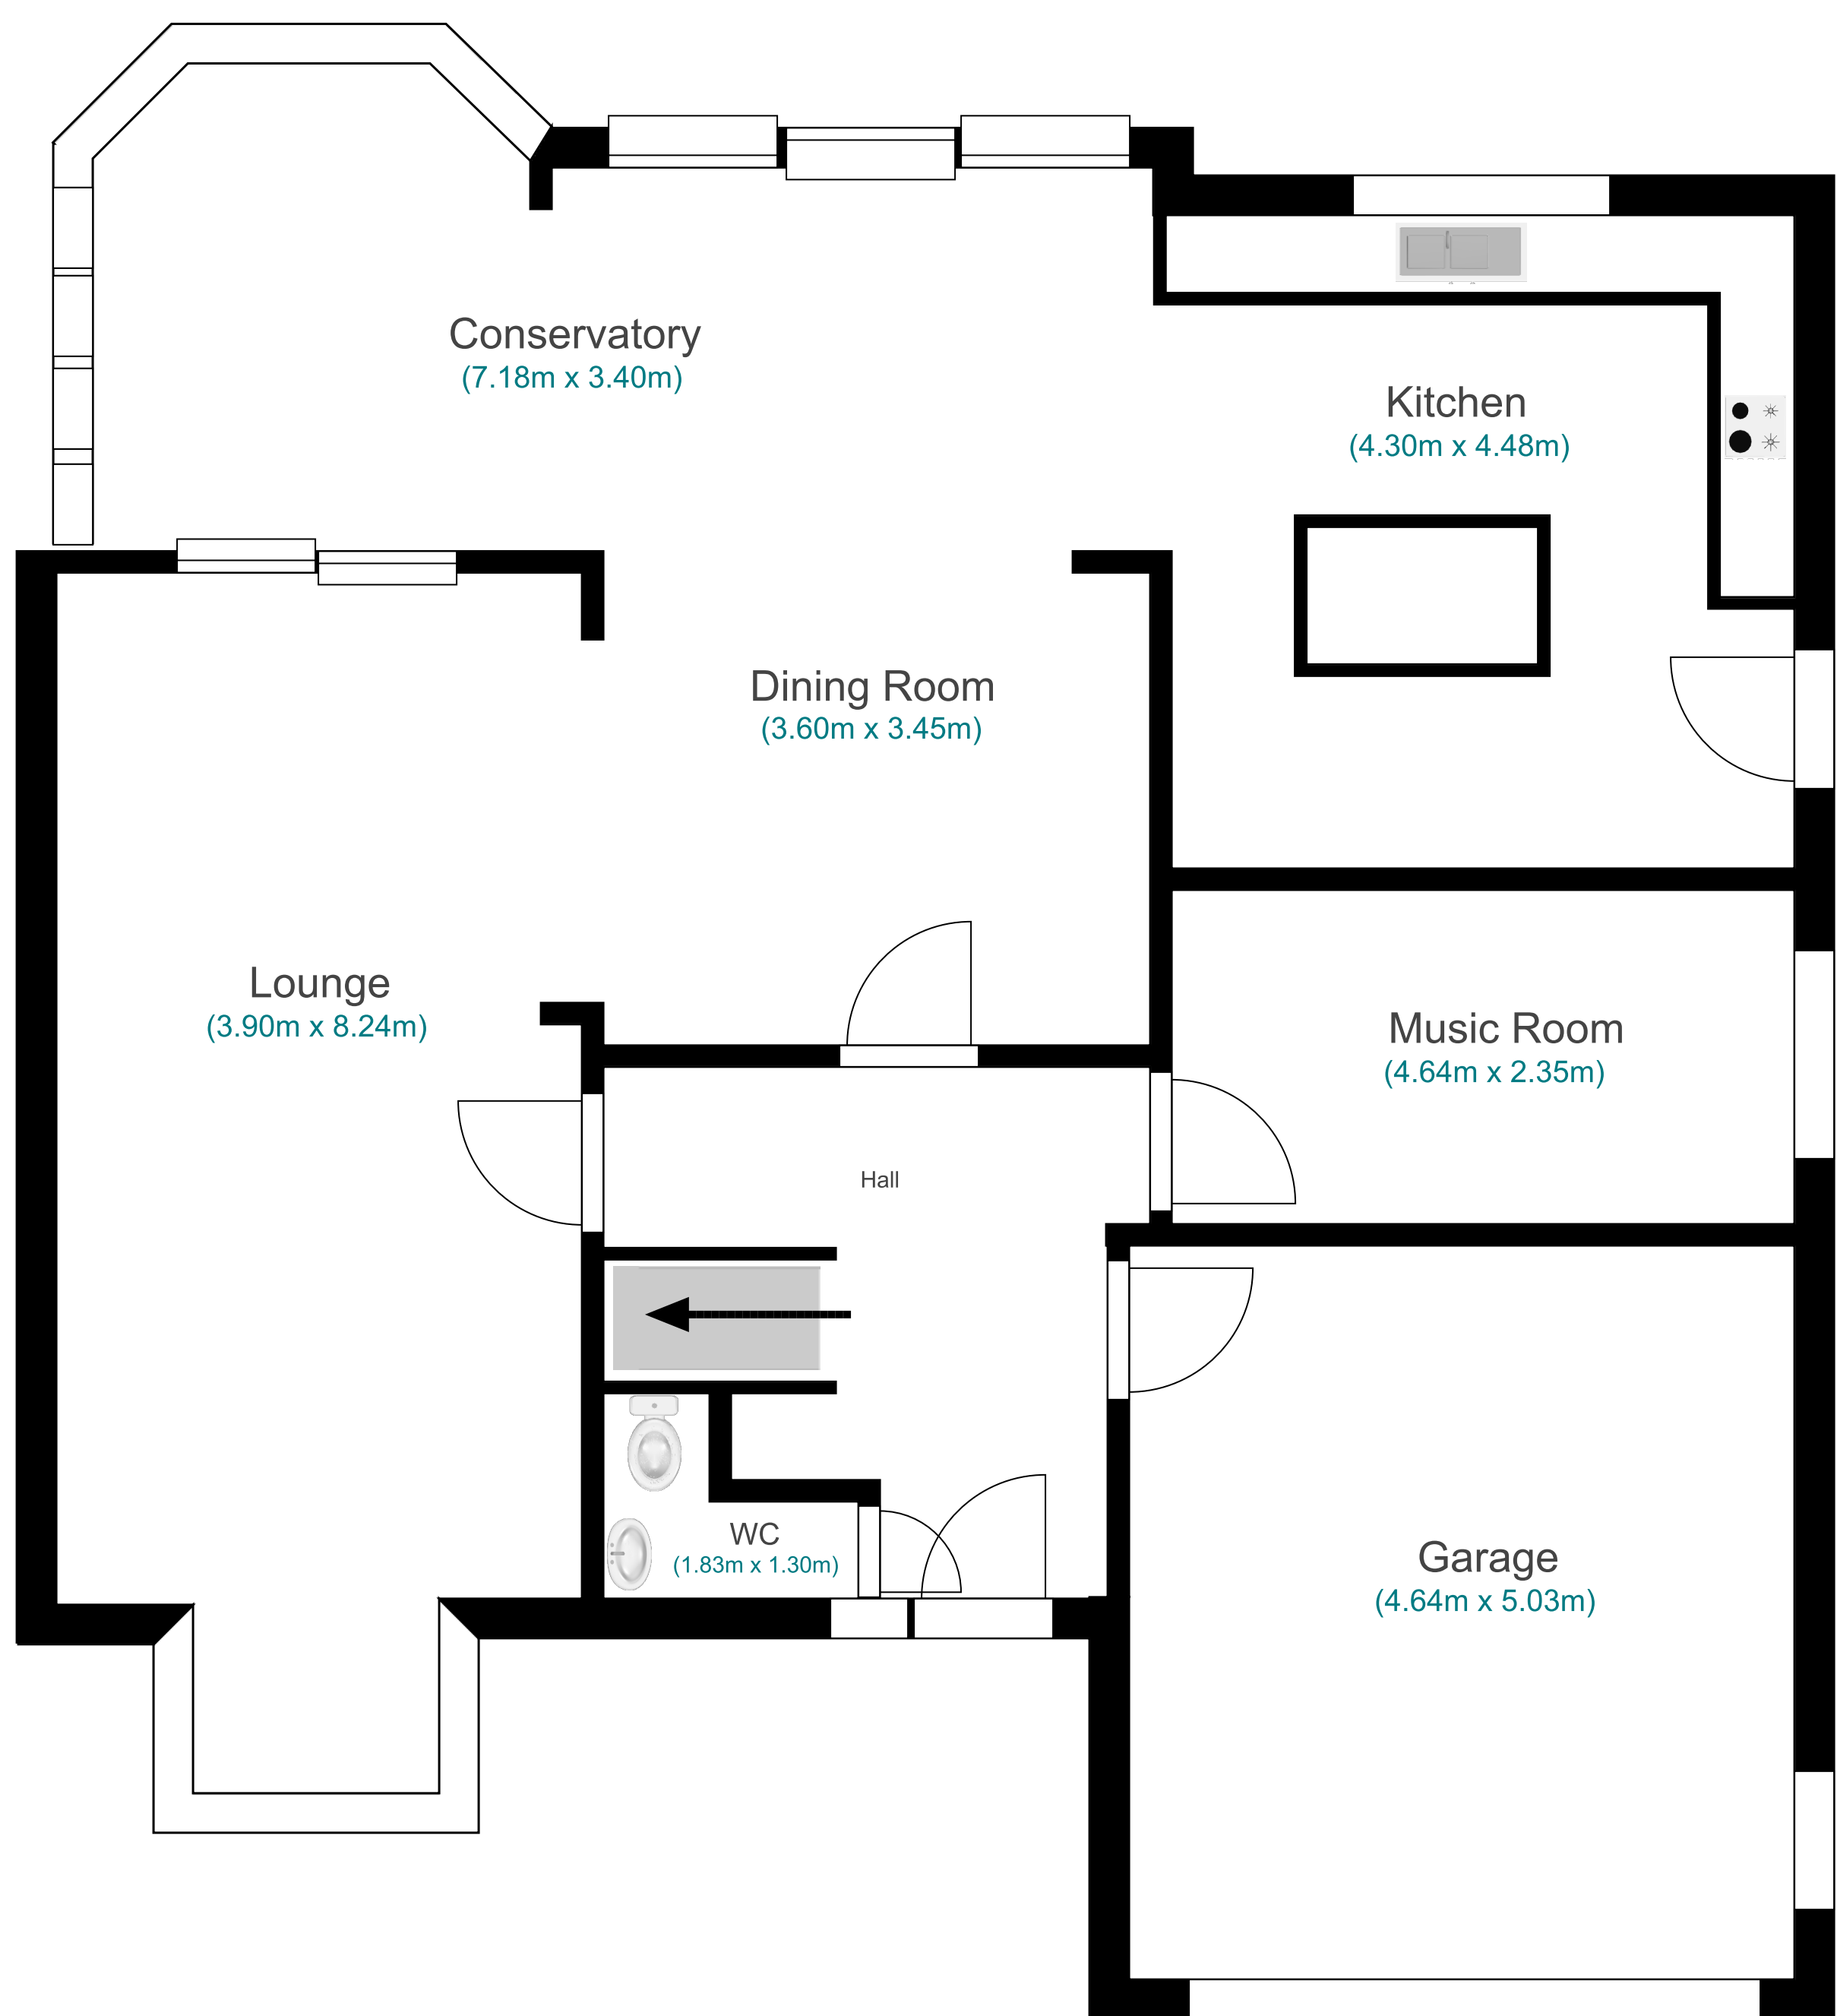 Conservatory
(7.18m x 3.40m)
Kitchen
(4.30m x 4.48m)
Dining Room
(3.60m x 3.45m)
Lounge
(3.90m x 8.24m)
Music Room
(4.64m x 2.35m)
Hall
WC
(1.83m x 1.30m)
Garage
(4.64m x 5.03m)